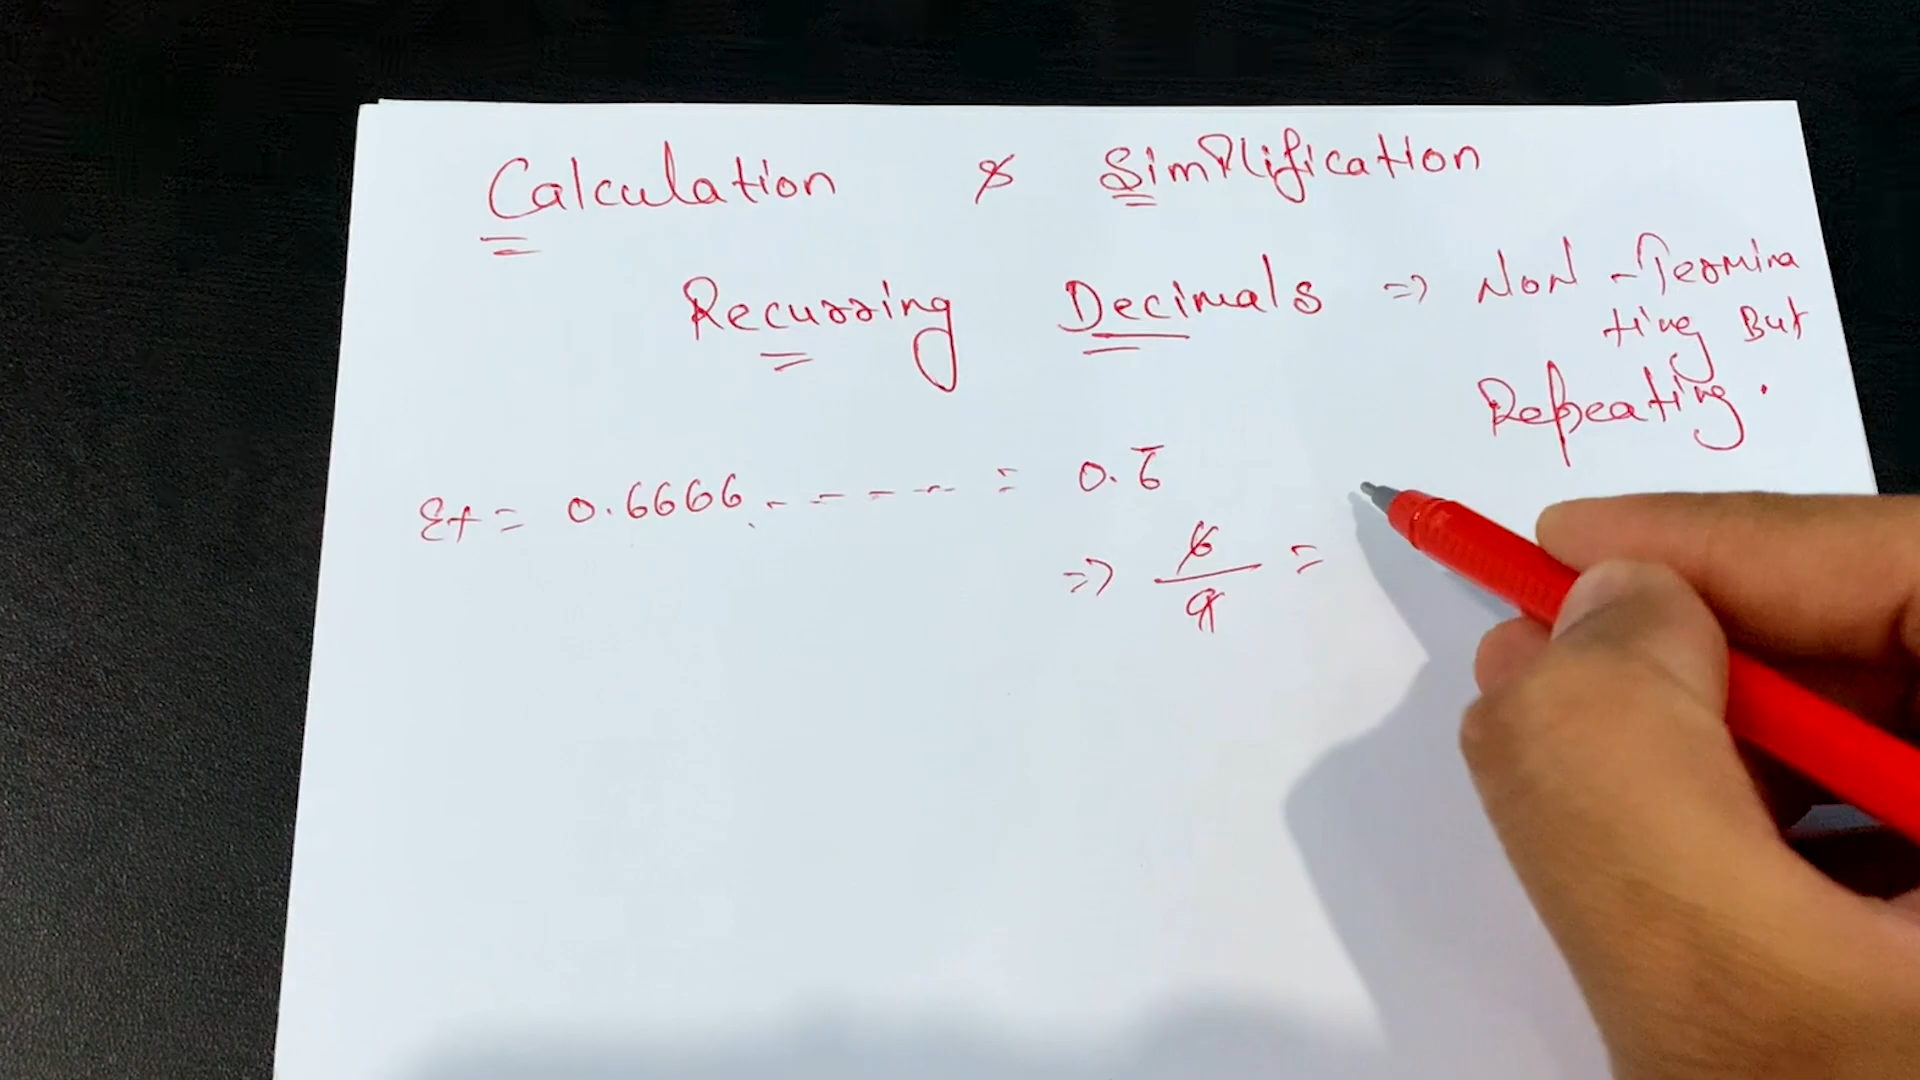 Calculation & Simplification
Recurring Decimals => Non-Termina
ting But
Repeating.
Ex = 0.6666. - - - - - = 0.6̅
=> 6/9 =